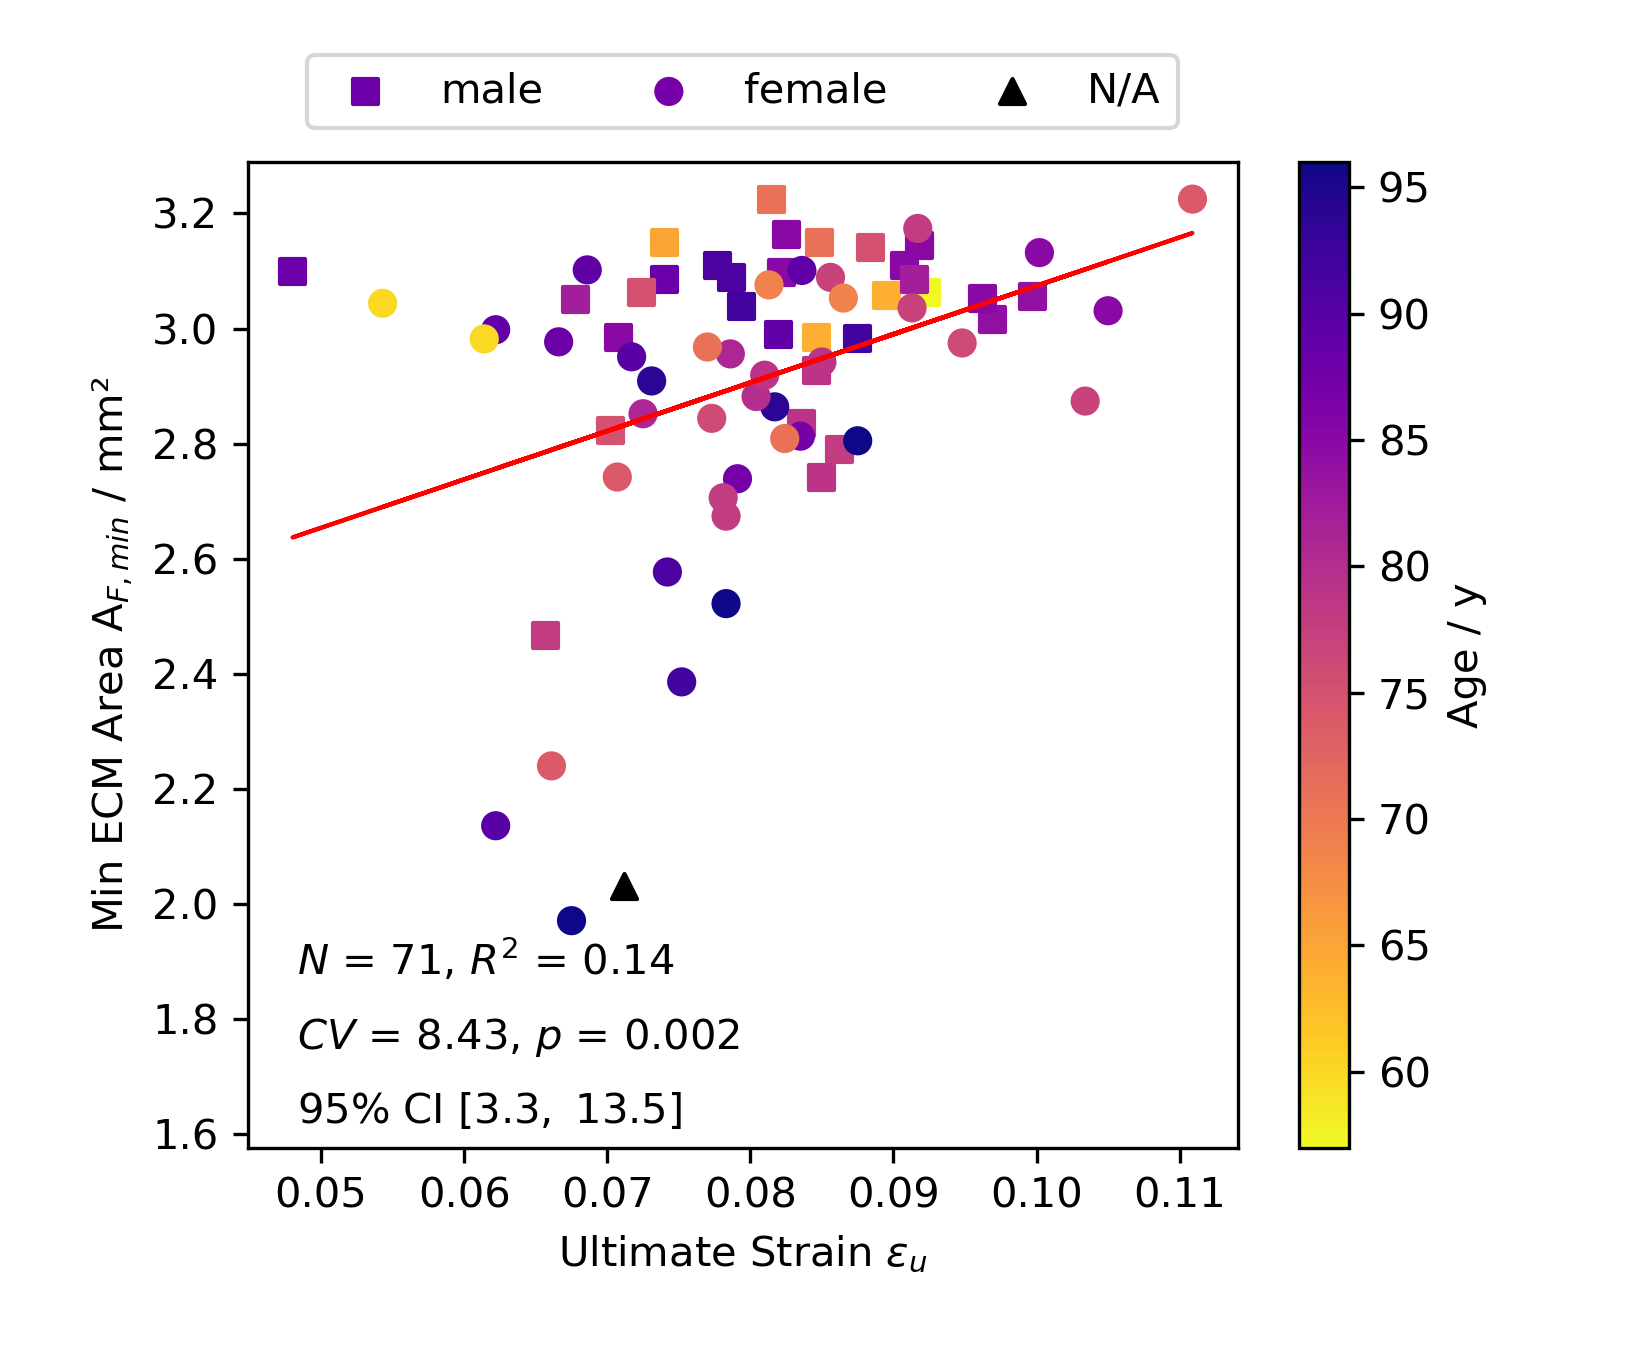 male female N/A
3.2
3.0
2.8
2.6
2.4
2.2
2.0
1.8
1.6
Min ECM Area A_{F, min} / mm²
N = 71, R² = 0.14
CV = 8.43, p = 0.002
95% CI [3.3, 13.5]
0.05 0.06 0.07 0.08 0.09 0.10 0.11
Ultimate Strain ε_u
95
90
85
80
75
70
65
60
Age / y